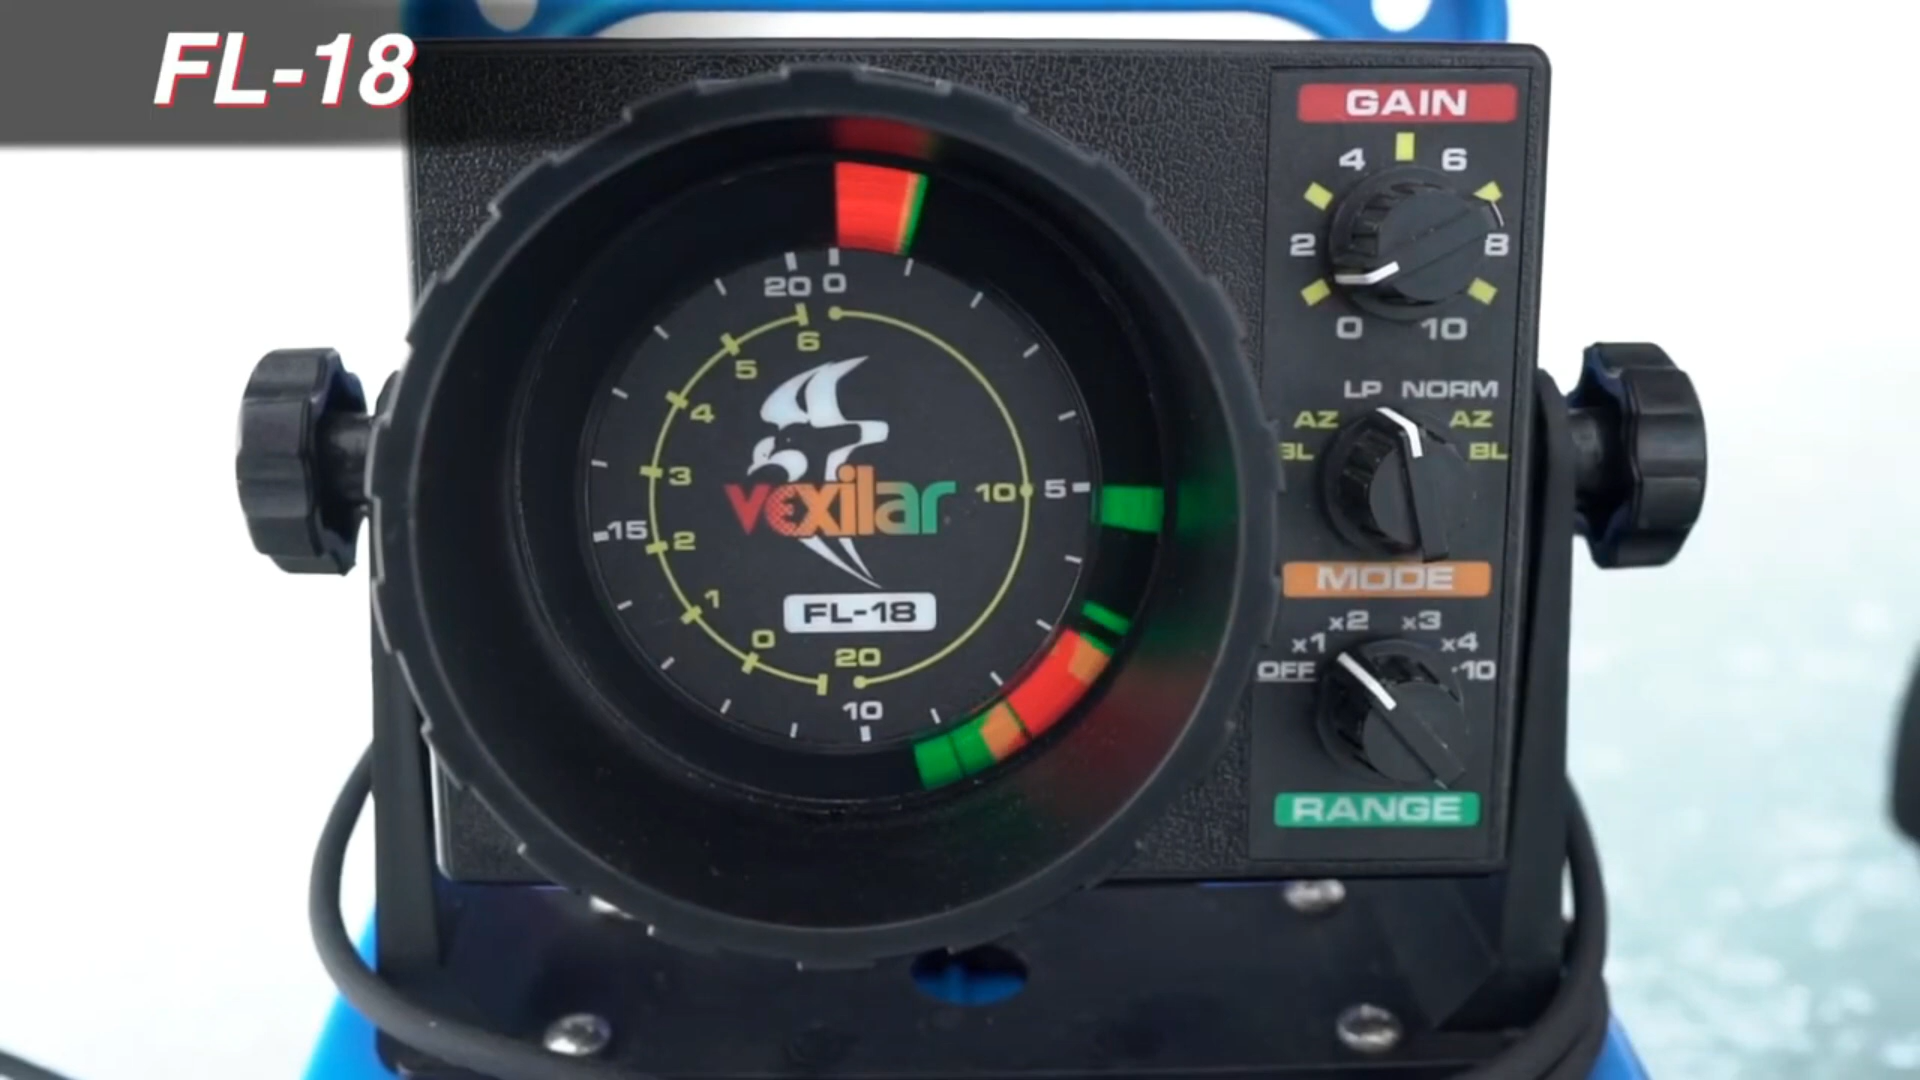 FL-18
GAIN
4 6
2 8
0 10
LP NORM
AZ AZ
BL BL
MODE
x2 x3
x1 x4
OFF -10
RANGE
20 0
6
5
4
3
10 5
15
2
1
0
20
10
vexilar
FL-18